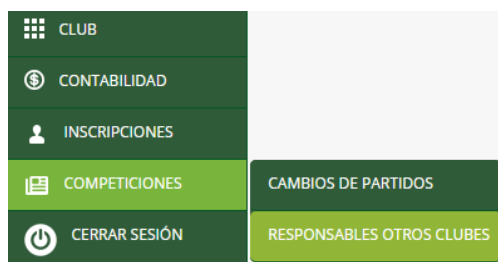 CLUB
CONTABILIDAD
INSCRIPCIONES
COMPETICIONES
CAMBIOS DE PARTIDOS
CERRAR SESIÓN
RESPONSABLES OTROS CLUBES